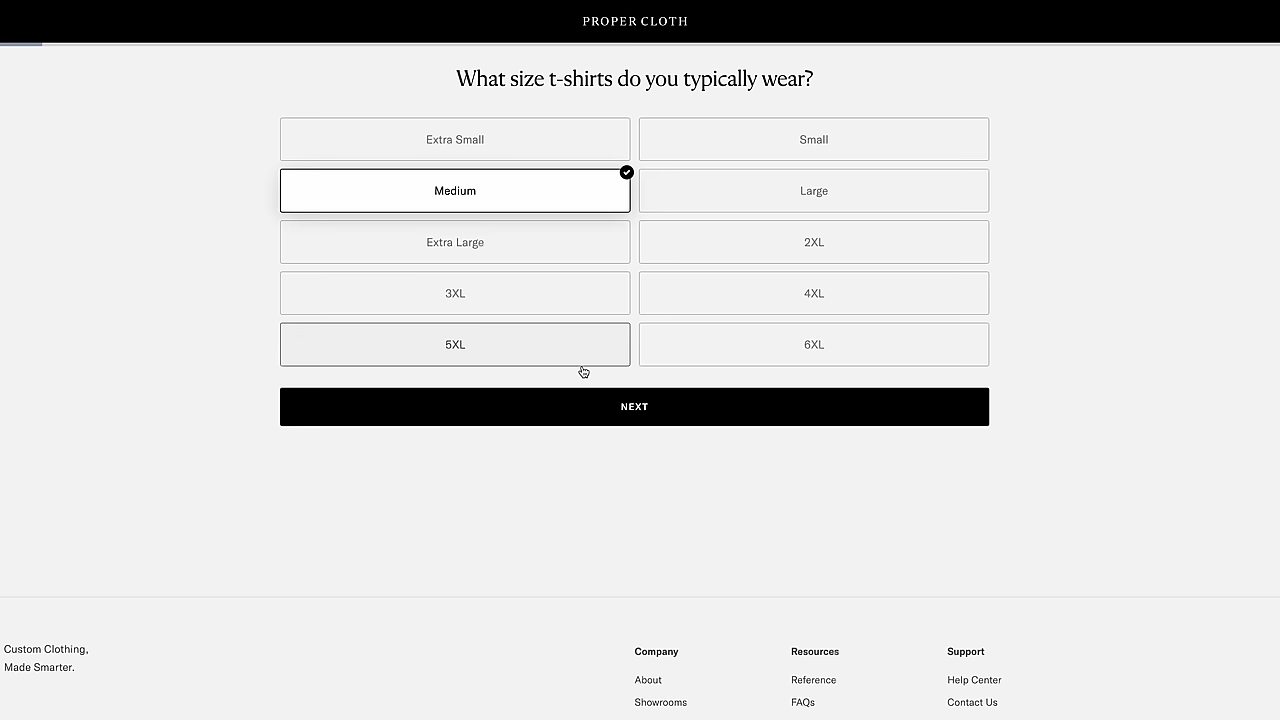 PROPER CLOTH
What size t-shirts do you typically wear?
Extra Small
Small
Medium
Large
Extra Large
2XL
3XL
4XL
5XL
6XL
NEXT
Custom Clothing,
Made Smarter.
Company
About
Showrooms
Resources
Reference
FAQs
Support
Help Center
Contact Us